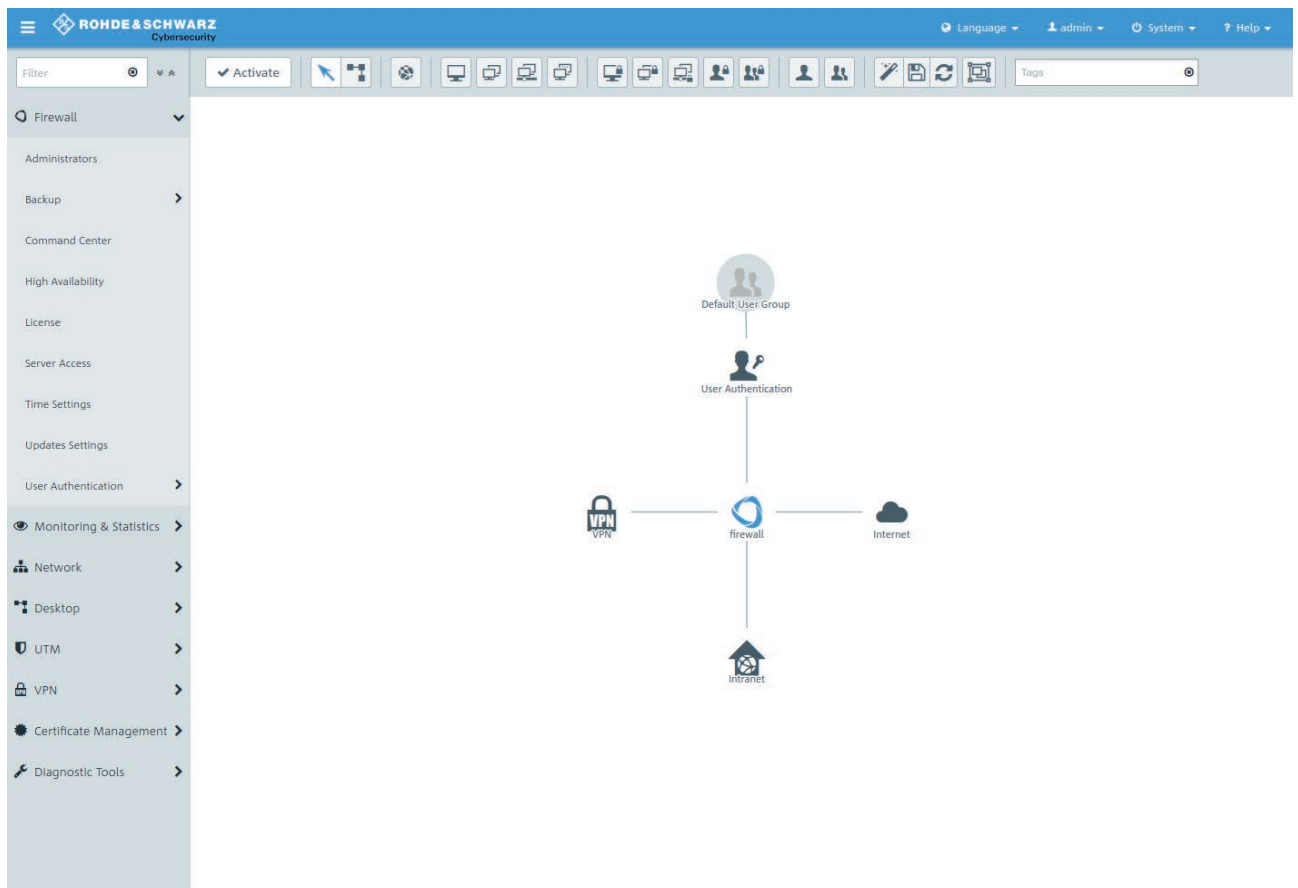 ROHDE&SCHWARZ
Cybersecurity
Language
admin
System
? Help
Filter
Activate
Tags
Firewall
Administrators
Backup
Command Center
High Availability
License
Server Access
Time Settings
Updates Settings
User Authentication
Monitoring & Statistics
Network
Desktop
UTM
VPN
Certificate Management
Diagnostic Tools
Default User Group
User Authentication
VPN
VPN
firewall
Internet
Intranet